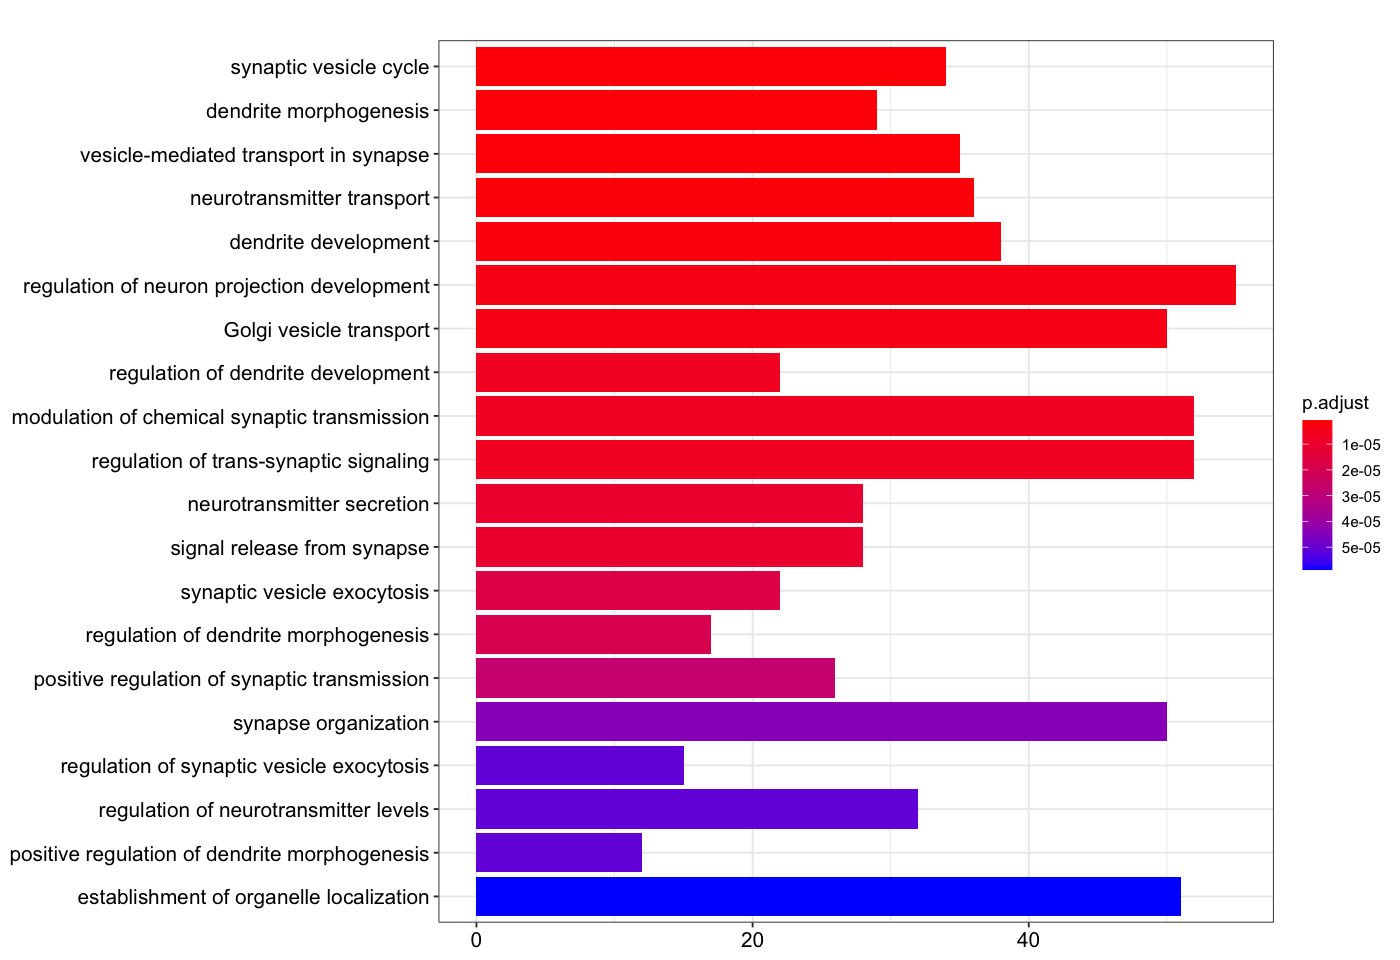 synaptic vesicle cycle
dendrite morphogenesis
vesicle-mediated transport in synapse
neurotransmitter transport
dendrite development
regulation of neuron projection development
Golgi vesicle transport
regulation of dendrite development
modulation of chemical synaptic transmission
regulation of trans-synaptic signaling
neurotransmitter secretion
signal release from synapse
synaptic vesicle exocytosis
regulation of dendrite morphogenesis
positive regulation of synaptic transmission
synapse organization
regulation of synaptic vesicle exocytosis
regulation of neurotransmitter levels
positive regulation of dendrite morphogenesis
establishment of organelle localization
0 20 40
p.adjust
1e-05
2e-05
3e-05
4e-05
5e-05